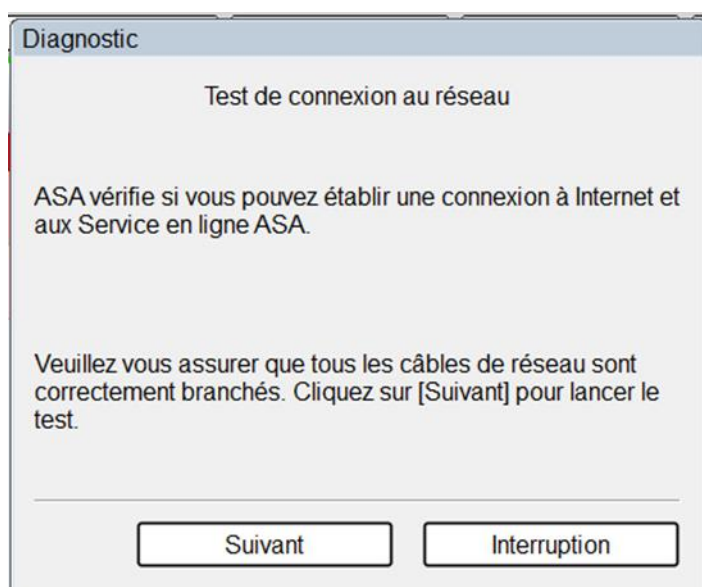 Diagnostic
Test de connexion au réseau
ASA vérifie si vous pouvez établir une connexion à Internet et
aux Service en ligne ASA.
Veuillez vous assurer que tous les câbles de réseau sont
correctement branchés. Cliquez sur [Suivant] pour lancer le
test.
Suivant
Interruption